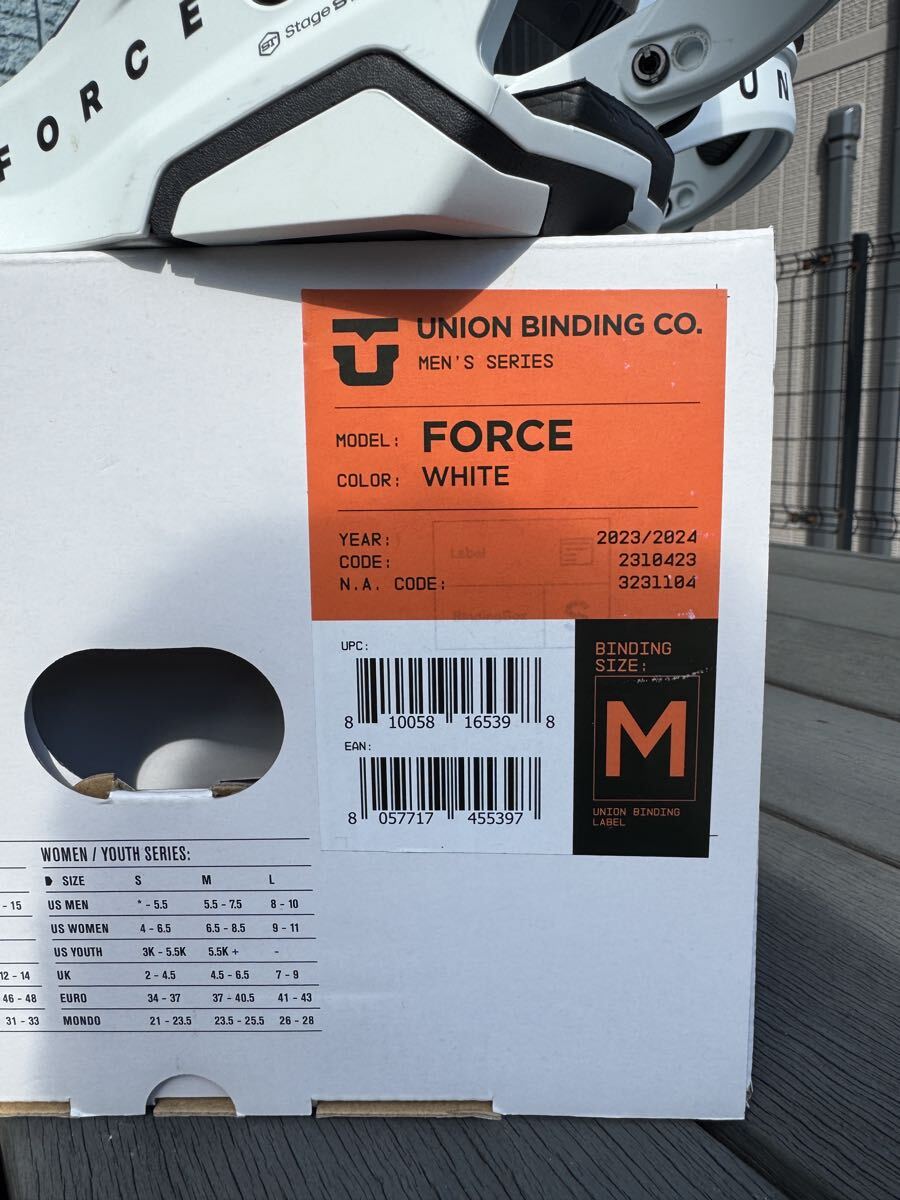 FORCE
ST Stage
UN
UNION BINDING CO.
MEN'S SERIES
MODEL: FORCE
COLOR: WHITE
YEAR: 2023/2024
CODE: 2310423
N.A. CODE: 3231104
Label
UPC:
8 10058 16539 8
EAN:
8 057717 455397
BINDING
SIZE:
M
UNION BINDING
LABEL
WOMEN / YOUTH SERIES:
SIZE S M L
- 15 US MEN * - 5.5 5.5 - 7.5 8 - 10
US WOMEN 4 - 6.5 6.5 - 8.5 9 - 11
US YOUTH 3K - 5.5K 5.5K + -
12 - 14 UK 2 - 4.5 4.5 - 6.5 7 - 9
46 - 48 EURO 34 - 37 37 - 40.5 41 - 43
31 - 33 MONDO 21 - 23.5 23.5 - 25.5 26 - 28